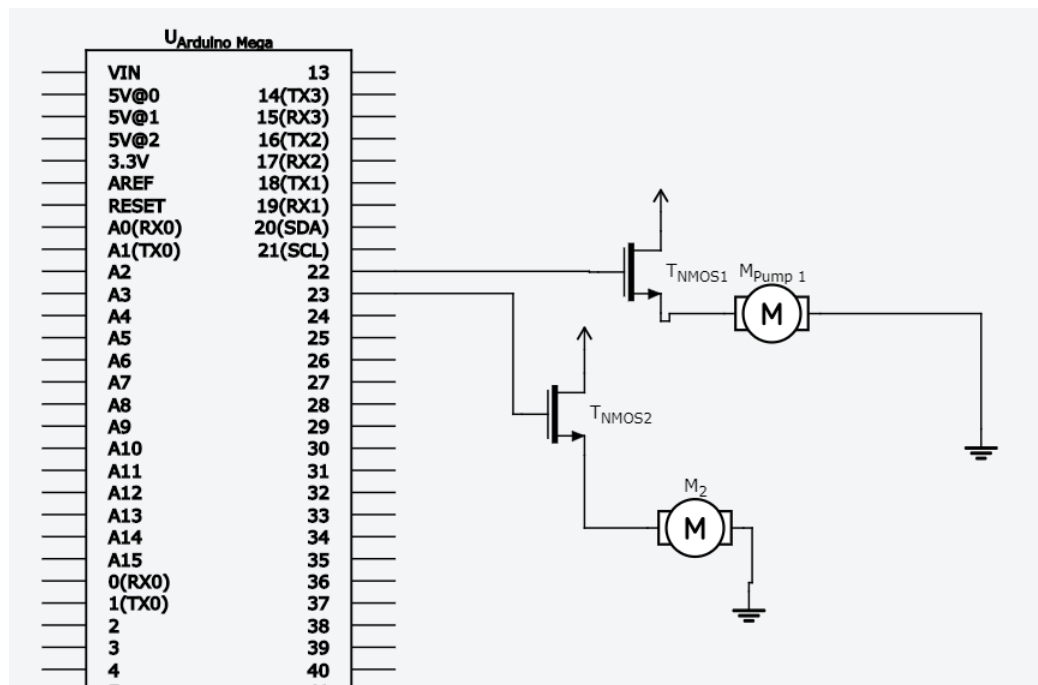 U Arduino Mega
VIN 13
5V@0 14(TX3)
5V@1 15(RX3)
5V@2 16(TX2)
3.3V 17(RX2)
AREF 18(TX1)
RESET 19(RX1)
A0(RX0) 20(SDA)
A1(TX0) 21(SCL)
A2 22
A3 23
A4 24
A5 25
A6 26
A7 27
A8 28
A9 29
A10 30
A11 31
A12 32
A13 33
A14 34
A15 35
0(RX0) 36
1(TX0) 37
2 38
3 39
4 40
TNMOS1
MPump 1
M
TNMOS2
M2
M